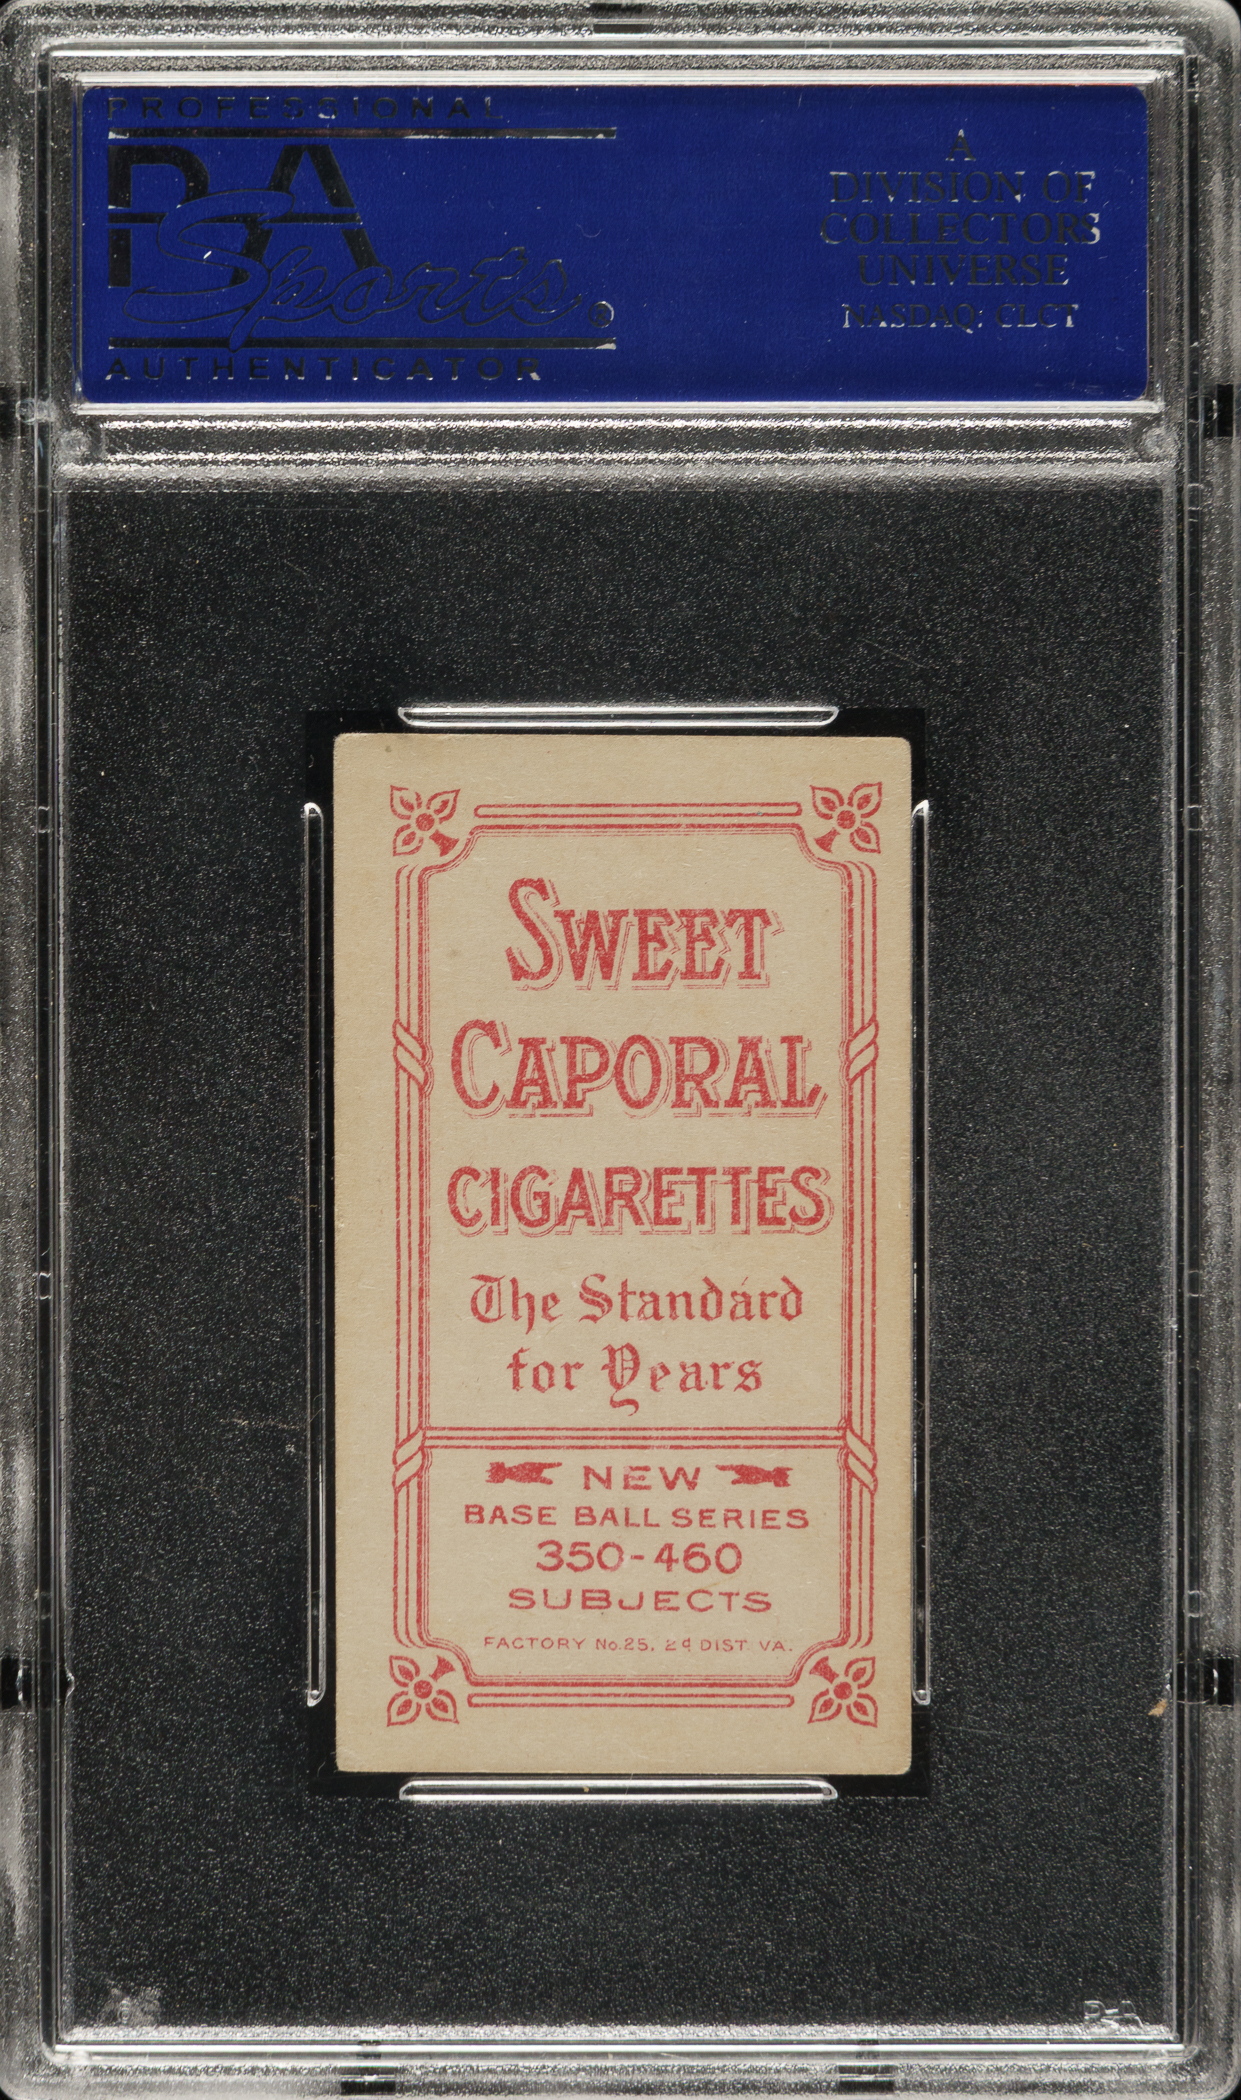 PROFESSIONAL
PSA
Sports®
AUTHENTICATOR
A
DIVISION OF
COLLECTORS
UNIVERSE
NASDAQ: CLCT
SWEET
CAPORAL
CIGARETTES
The Standard
for Years
NEW
BASE BALL SERIES
350-460
SUBJECTS
FACTORY No. 25, 2d DIST. VA.
PSA